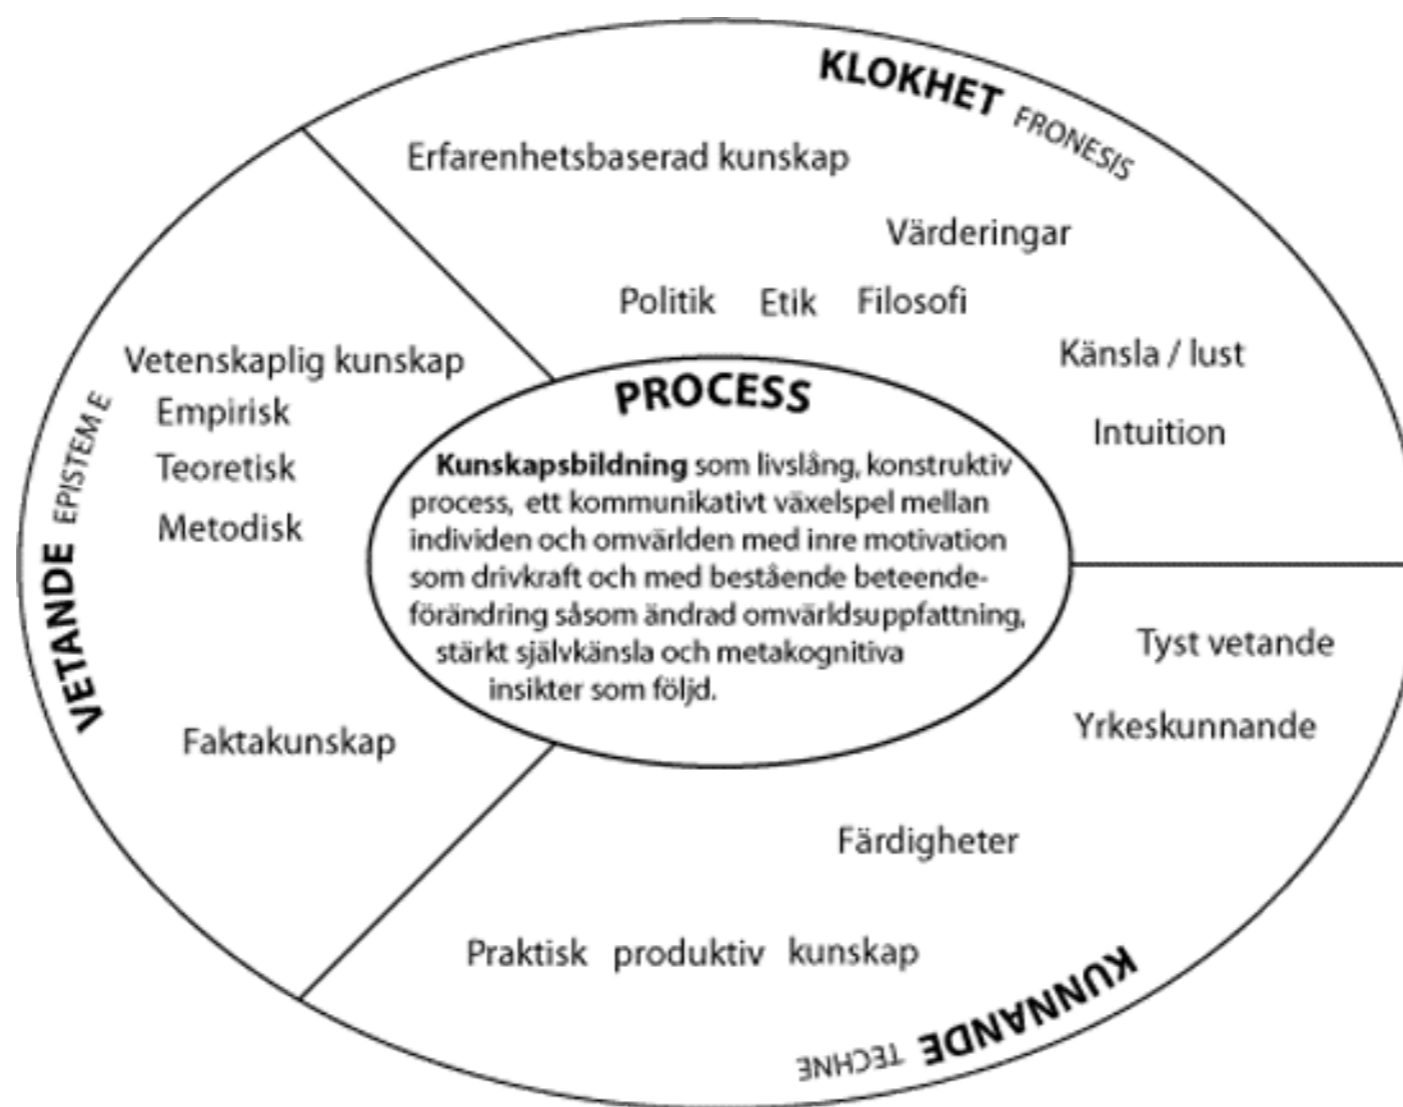 KLOKHET FRONESIS
Erfarenhetsbaserad kunskap
Värderingar
Politik Etik Filosofi
Känsla / lust
Intuition
VETANDE EPISTEME
Vetenskaplig kunskap
Empirisk
Teoretisk
Metodisk
Faktakunskap
PROCESS
Kunskapsbildning som livslång, konstruktiv
process, ett kommunikativt växelspel mellan
individen och omvärlden med inre motivation
som drivkraft och med bestående beteende-
förändring såsom ändrad omvärldsuppfattning,
stärkt självkänsla och metakognitiva
insikter som följd.
Tyst vetande
Yrkeskunnande
Färdigheter
Praktisk produktiv kunskap
KUNNANDE TECHNE